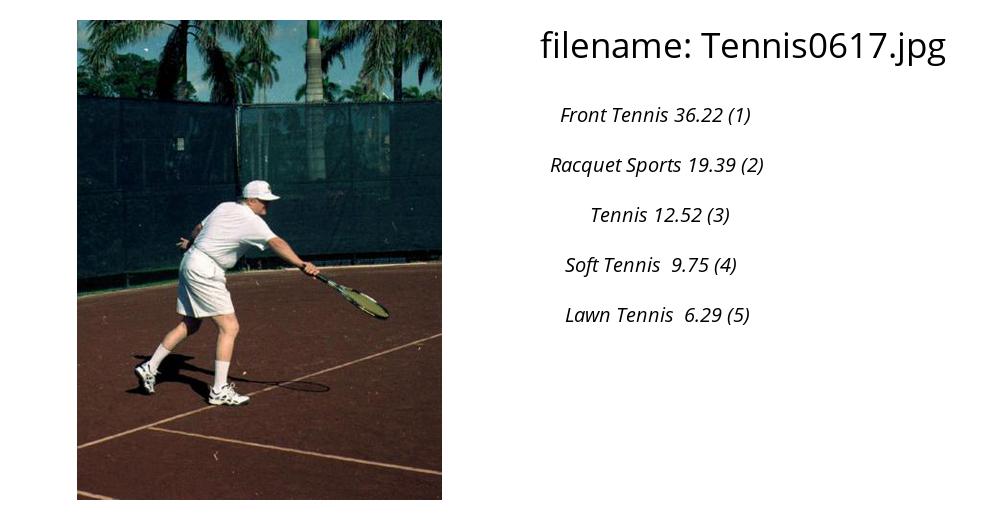 filename: Tennis0617.jpg
Front Tennis 36.22 (1)
Racquet Sports 19.39 (2)
Tennis 12.52 (3)
Soft Tennis 9.75 (4)
Lawn Tennis 6.29 (5)